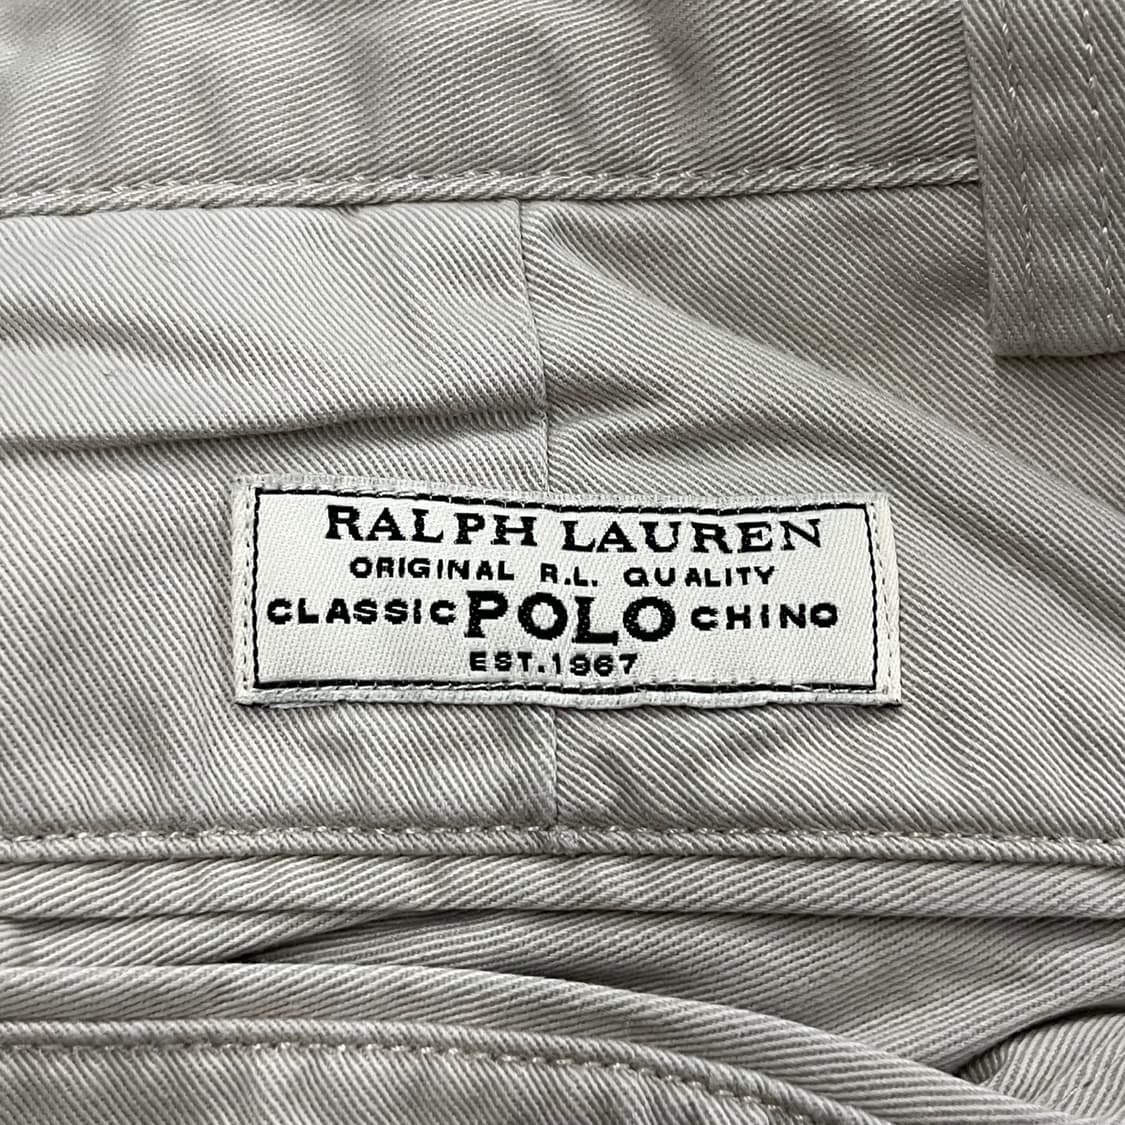 RALPH LAUREN
ORIGINAL R.L. QUALITY
CLASSIC POLO CHINO
EST.1967